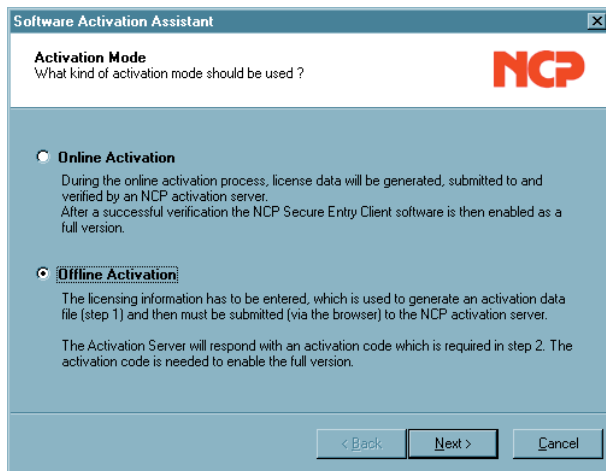 Software Activation Assistant
Activation Mode
What kind of activation mode should be used ?
NCP
Online Activation
During the online activation process, license data will be generated, submitted to and
verified by an NCP activation server.
After a successful verification the NCP Secure Entry Client software is then enabled as a
full version.
Offline Activation
The licensing information has to be entered, which is used to generate an activation data
file (step 1) and then must be submitted (via the browser) to the NCP activation server.
The Activation Server will respond with an activation code which is required in step 2. The
activation code is needed to enable the full version.
< Back Next > Cancel